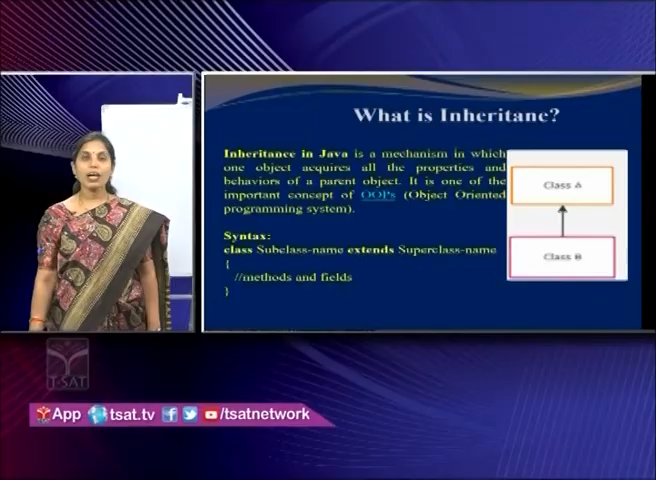 What is Inheritane?
Inheritance in Java is a mechanism in which
one object acquires all the properties and
behaviors of a parent object. It is one of the
important concept of OOPs (Object Oriented
programming system).
Syntax:
class Subclass-name extends Superclass-name
{
//methods and fields
}
Class A
Class B
T-SAT
App tsat.tv /tsatnetwork